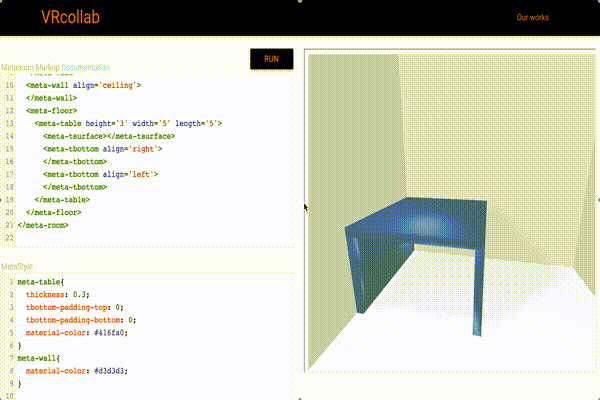 VRcollab
Our works
RUN
Metaroom Markup Documentation
10 <meta-wall align='ceiling'>
11 </meta-wall>
12 <meta-floor>
13 <meta-table height='3' width='5' length='5'>
14 <meta-tsurface></meta-tsurface>
15 <meta-tbottom align='right'>
16 </meta-tbottom>
17 <meta-tbottom align='left'>
18 </meta-tbottom>
19 </meta-table>
20 </meta-floor>
21 </meta-room>
22
MetaStyle
1 meta-table{
2 thickness: 0.3;
3 tbottom-padding-top: 0;
4 tbottom-padding-bottom: 0;
5 material-color: #416fa0;
6 }
7 meta-wall{
8 material-color: #d3d3d3;
9 }
10